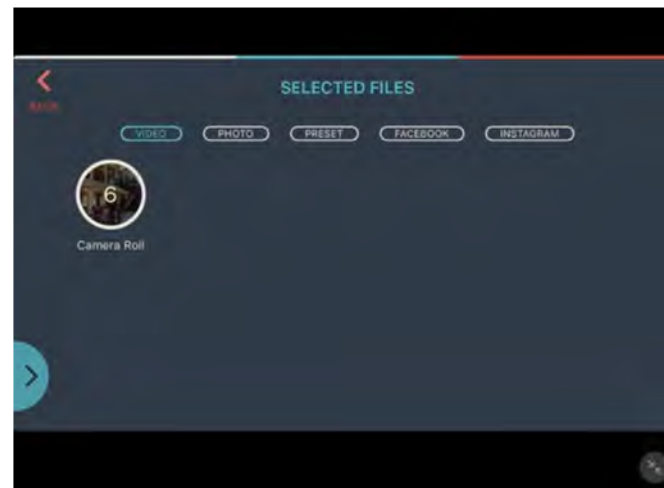 SELECTED FILES
BACK
VIDEO PHOTO PRESET FACEBOOK INSTAGRAM
6
Camera Roll